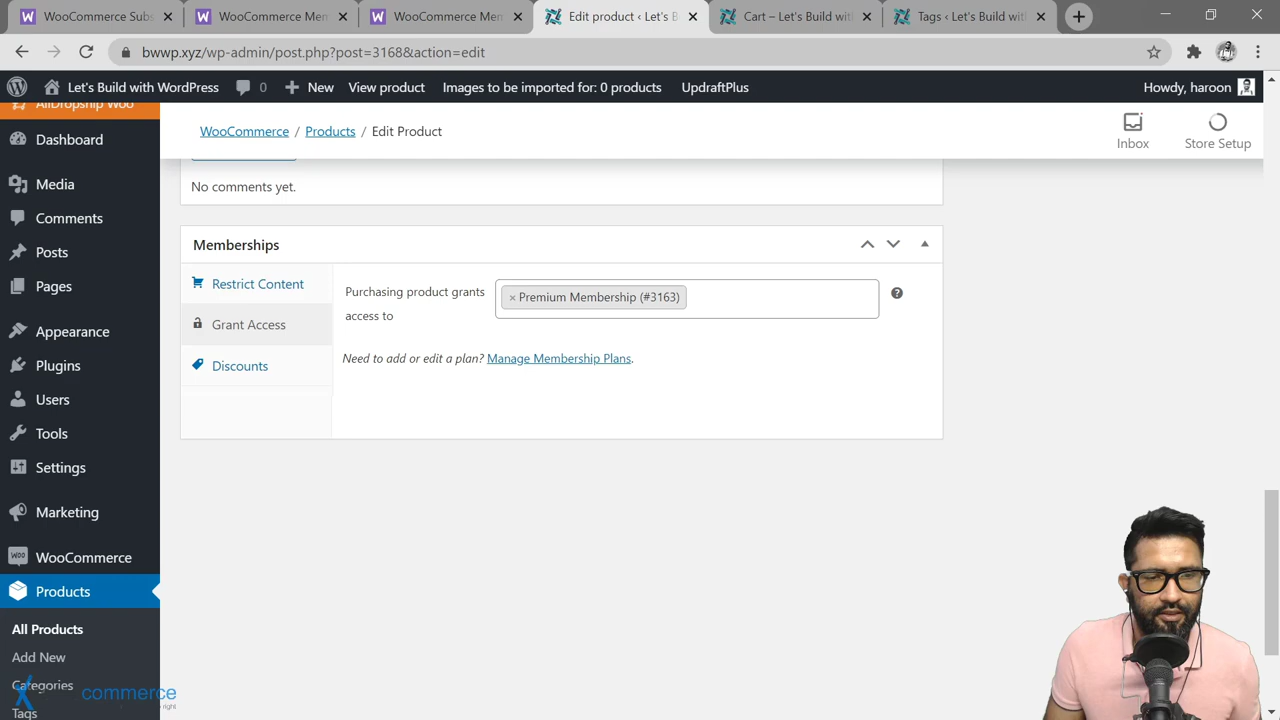 WooCommerce Subs
WooCommerce Mem
WooCommerce Mem
Edit product ‹ Let's B
Cart – Let's Build wit
Tags ‹ Let's Build wit
bwwp.xyz/wp-admin/post.php?post=3168&action=edit
Let's Build with WordPress
0
New
View product
Images to be imported for: 0 products
UpdraftPlus
Howdy, haroon
AliDropship Woo
Dashboard
Media
Comments
Posts
Pages
Appearance
Plugins
Users
Tools
Settings
Marketing
WooCommerce
Products
All Products
Add New
Categories
Tags
WooCommerce / Products / Edit Product
Inbox
Store Setup
No comments yet.
Memberships
Restrict Content
Grant Access
Discounts
Purchasing product grants
access to
× Premium Membership (#3163)
Need to add or edit a plan? Manage Membership Plans.
commerce
right